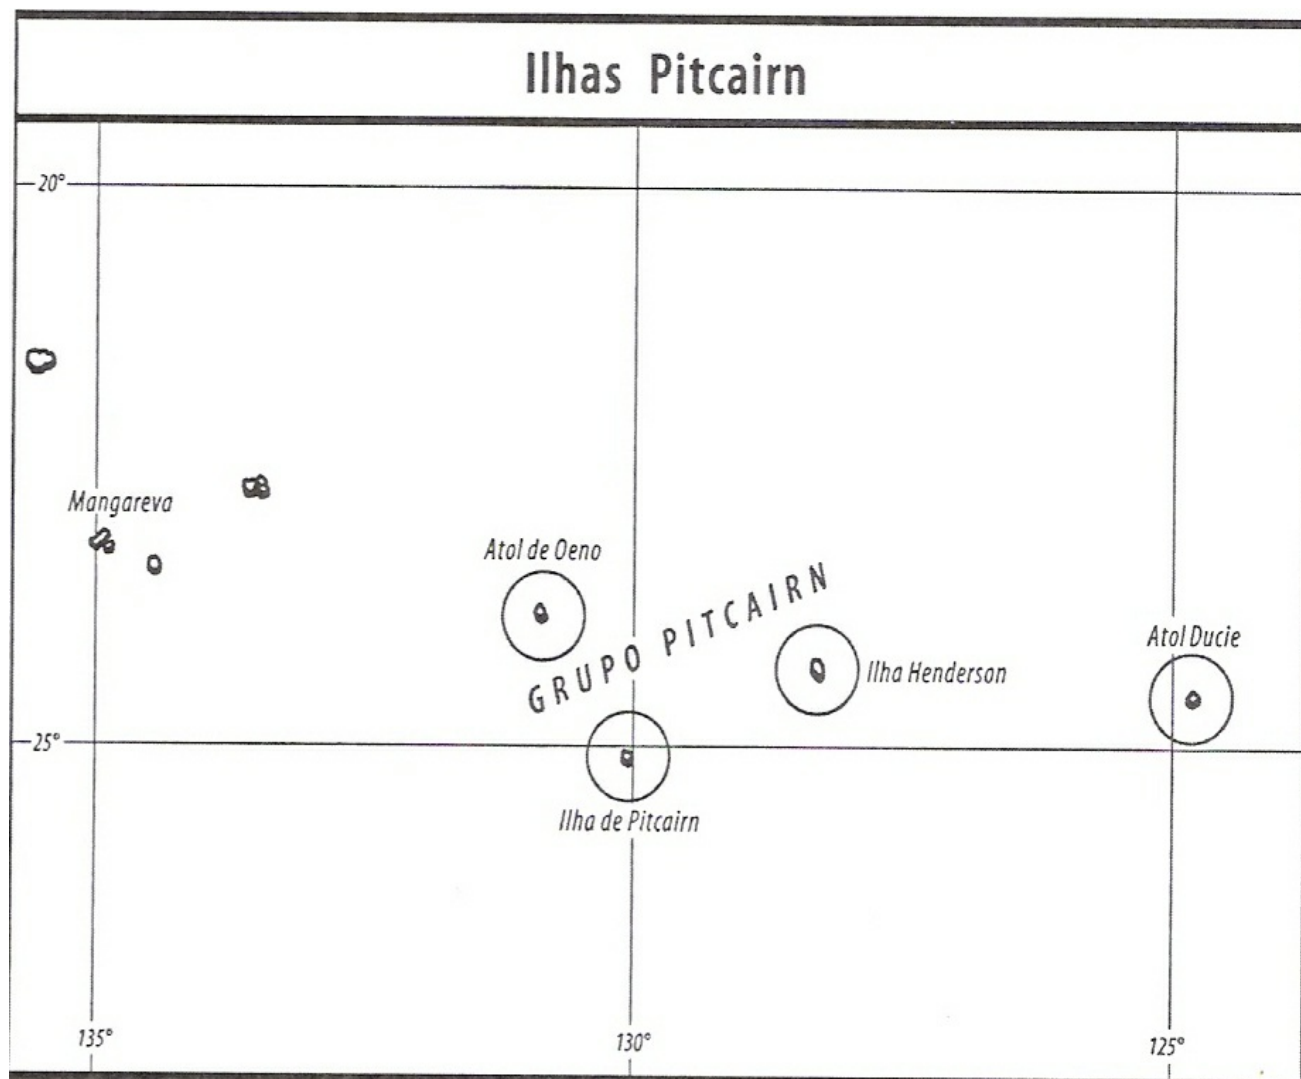 Ilhas Pitcairn
20°
Mangareva
Atol de Oeno
GRUPO PITCAIRN
Atol Ducie
Ilha Henderson
25°
Ilha de Pitcairn
135°
130°
125°